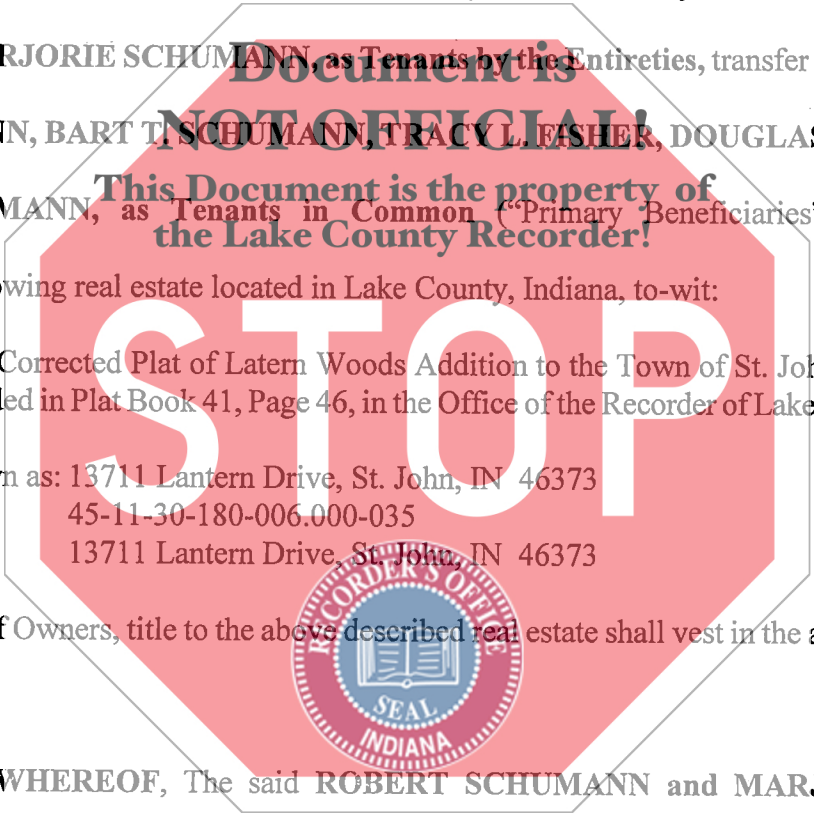 RJORIE SCHUMANN, as Tenants by the Entireties, transfer
Document is
NOT OFFICIAL!
N, BART T. SCHUMANN, TRACY L. FISHER, DOUGLAS
This Document is the property of
the Lake County Recorder!
MANN, as Tenants in Common ("Primary Beneficiaries"
wing real estate located in Lake County, Indiana, to-wit:
STOP
Corrected Plat of Latern Woods Addition to the Town of St. Joh
led in Plat Book 41, Page 46, in the Office of the Recorder of Lake
n as: 13711 Lantern Drive, St. John, IN 46373
45-11-30-180-006.000-035
13711 Lantern Drive, St. John, IN 46373
RECORDER'S OFFICE
SEAL
INDIANA
f Owners, title to the above described real estate shall vest in the a
WHEREOF, The said ROBERT SCHUMANN and MARJ